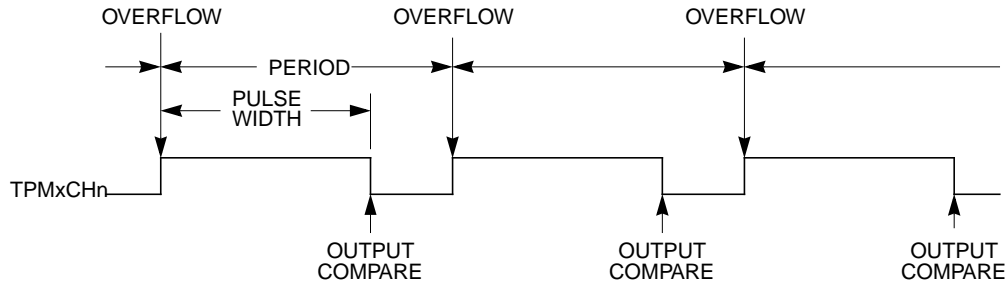 OVERFLOW
OVERFLOW
OVERFLOW
PERIOD
PULSE
WIDTH
TPMxCHn
OUTPUT
COMPARE
OUTPUT
COMPARE
OUTPUT
COMPARE